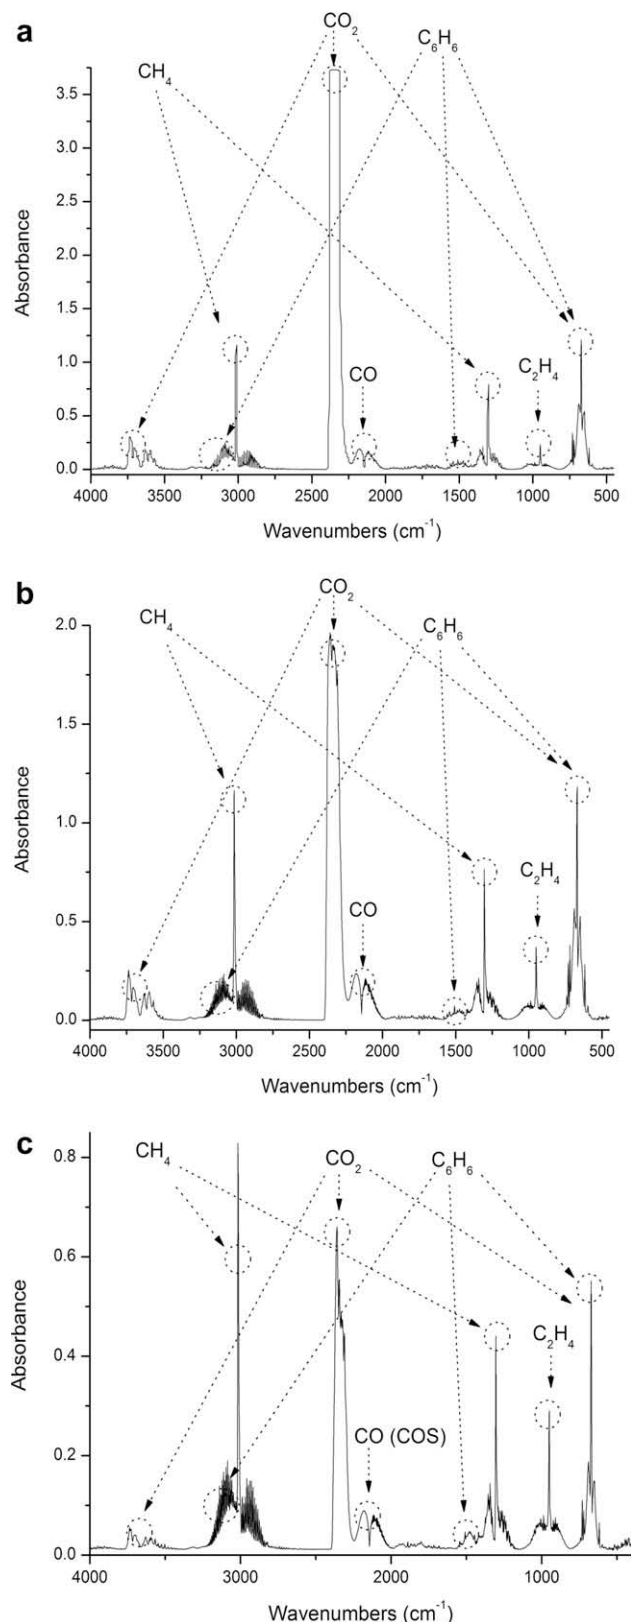 a
CO2
C6H6
CH4
3.5
3.0
2.5
2.0
1.5
1.0
0.5
0.0
Absorbance
CO
C2H4
4000 3500 3000 2500 2000 1500 1000 500
Wavenumbers (cm-1)
b
CO2
CH4
C6H6
2.0
1.5
1.0
0.5
0.0
Absorbance
CO
C2H4
4000 3500 3000 2500 2000 1500 1000 500
Wavenumbers (cm-1)
c
CH4
CO2
C6H6
0.8
0.6
0.4
0.2
0.0
Absorbance
C2H4
CO (COS)
4000 3000 2000 1000
Wavenumbers (cm-1)